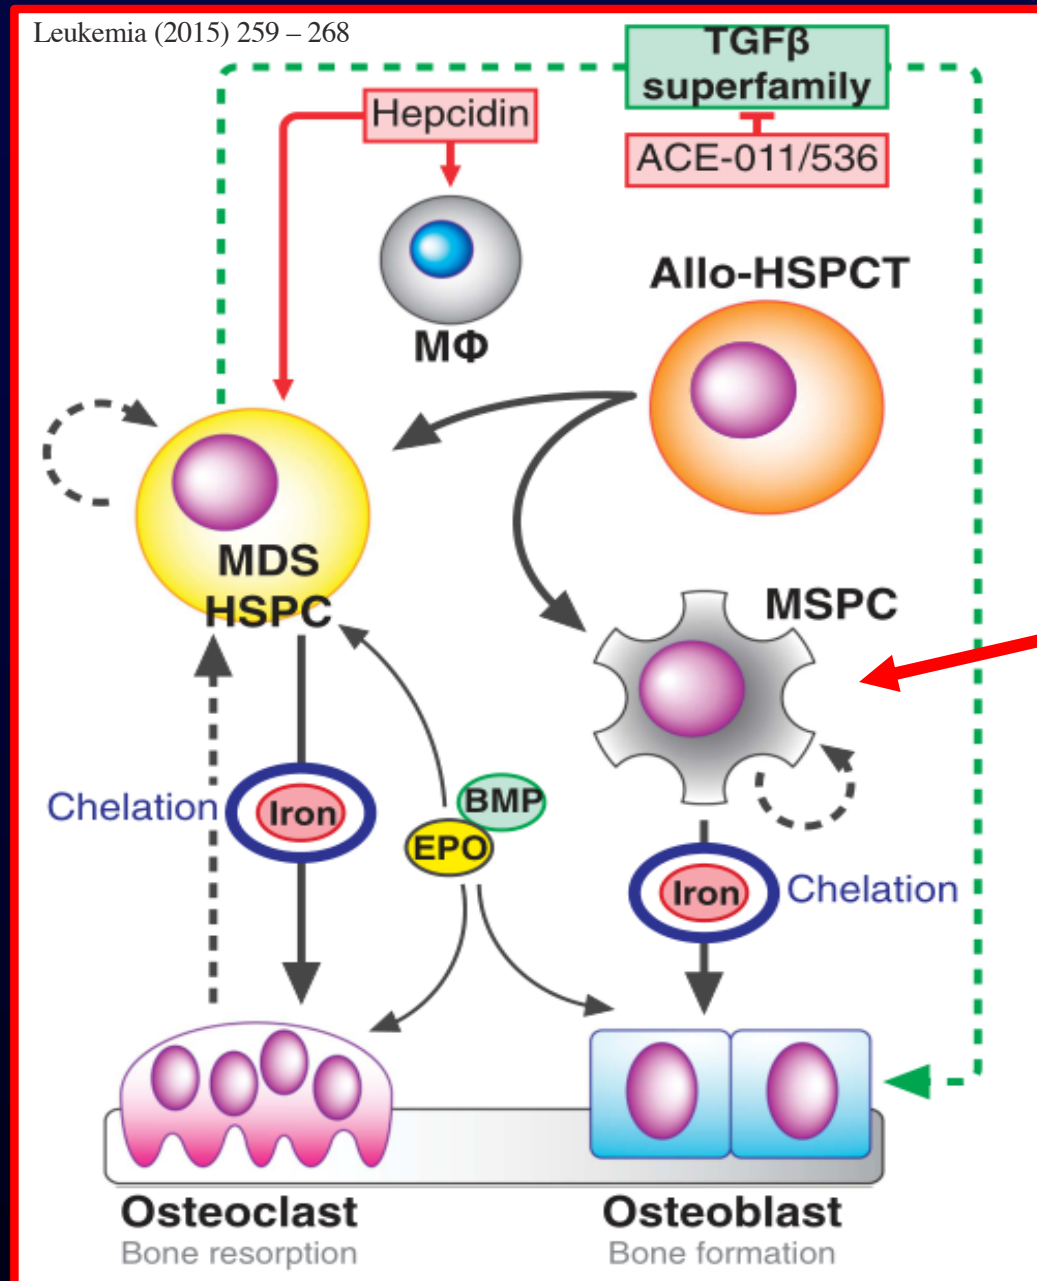 Leukemia (2015) 259 – 268
TGFβ
superfamily
Hepcidin
ACE-011/536
MΦ
Allo-HSPCT
MDS
HSPC
MSPC
Chelation
Iron
BMP
EPO
Iron
Chelation
Osteoclast
Bone resorption
Osteoblast
Bone formation